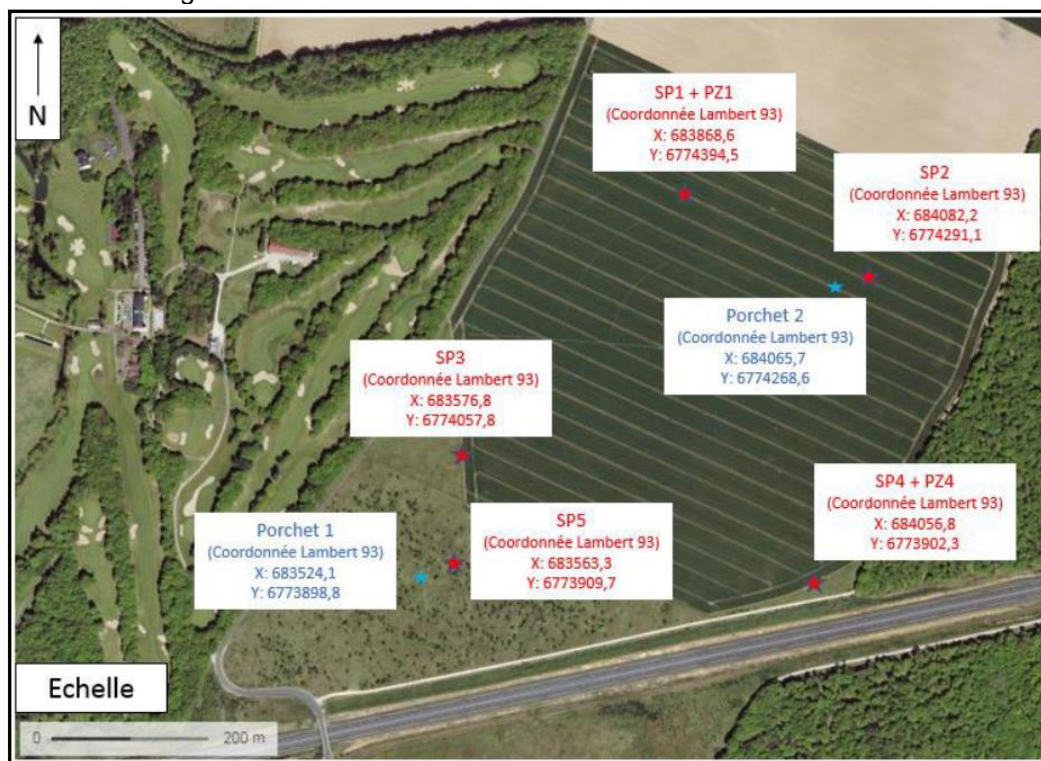 N
SP1 + PZ1
(Coordonnée Lambert 93)
X: 683868,6
Y: 6774394,5
SP2
(Coordonnée Lambert 93)
X: 684082,2
Y: 6774291,1
Porchet 2
(Coordonnée Lambert 93)
X: 684065,7
Y: 6774268,6
SP3
(Coordonnée Lambert 93)
X: 683576,8
Y: 6774057,8
SP4 + PZ4
(Coordonnée Lambert 93)
X: 684056,8
Y: 6773902,3
SP5
(Coordonnée Lambert 93)
X: 683563,3
Y: 6773909,7
Porchet 1
(Coordonnée Lambert 93)
X: 683524,1
Y: 6773898,8
Echelle
0 200 m